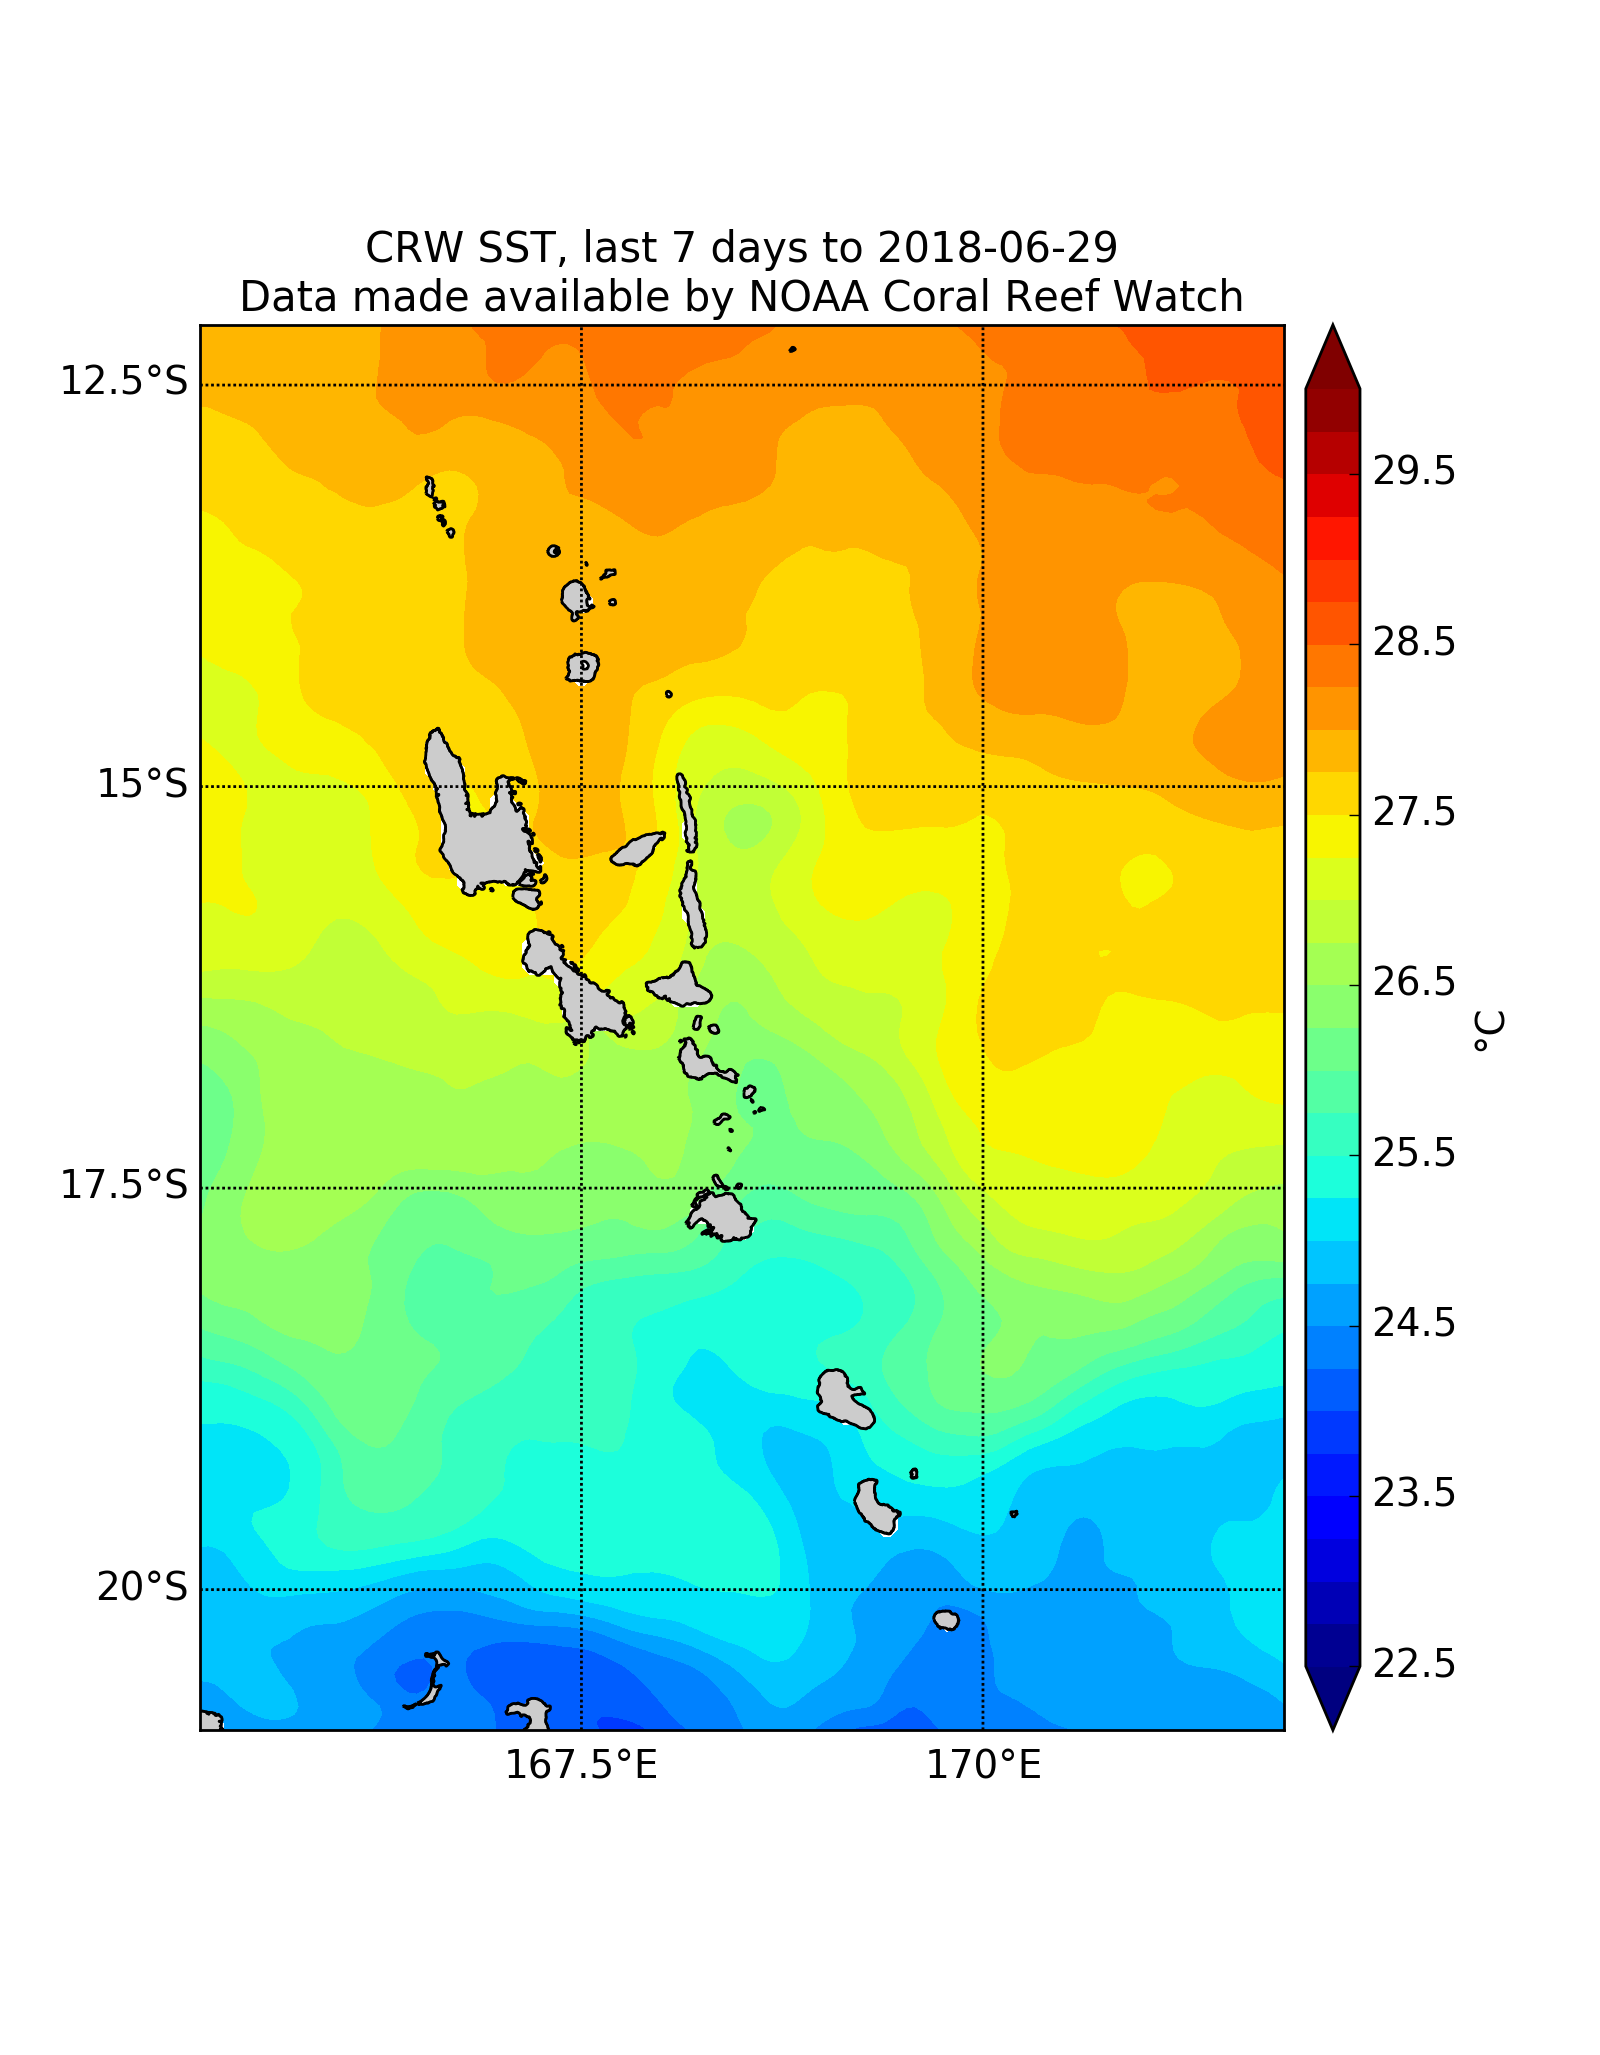 CRW SST, last 7 days to 2018-06-29
Data made available by NOAA Coral Reef Watch
12.5°S
15°S
17.5°S
20°S
167.5°E
170°E
29.5
28.5
27.5
26.5
25.5
24.5
23.5
22.5
°C